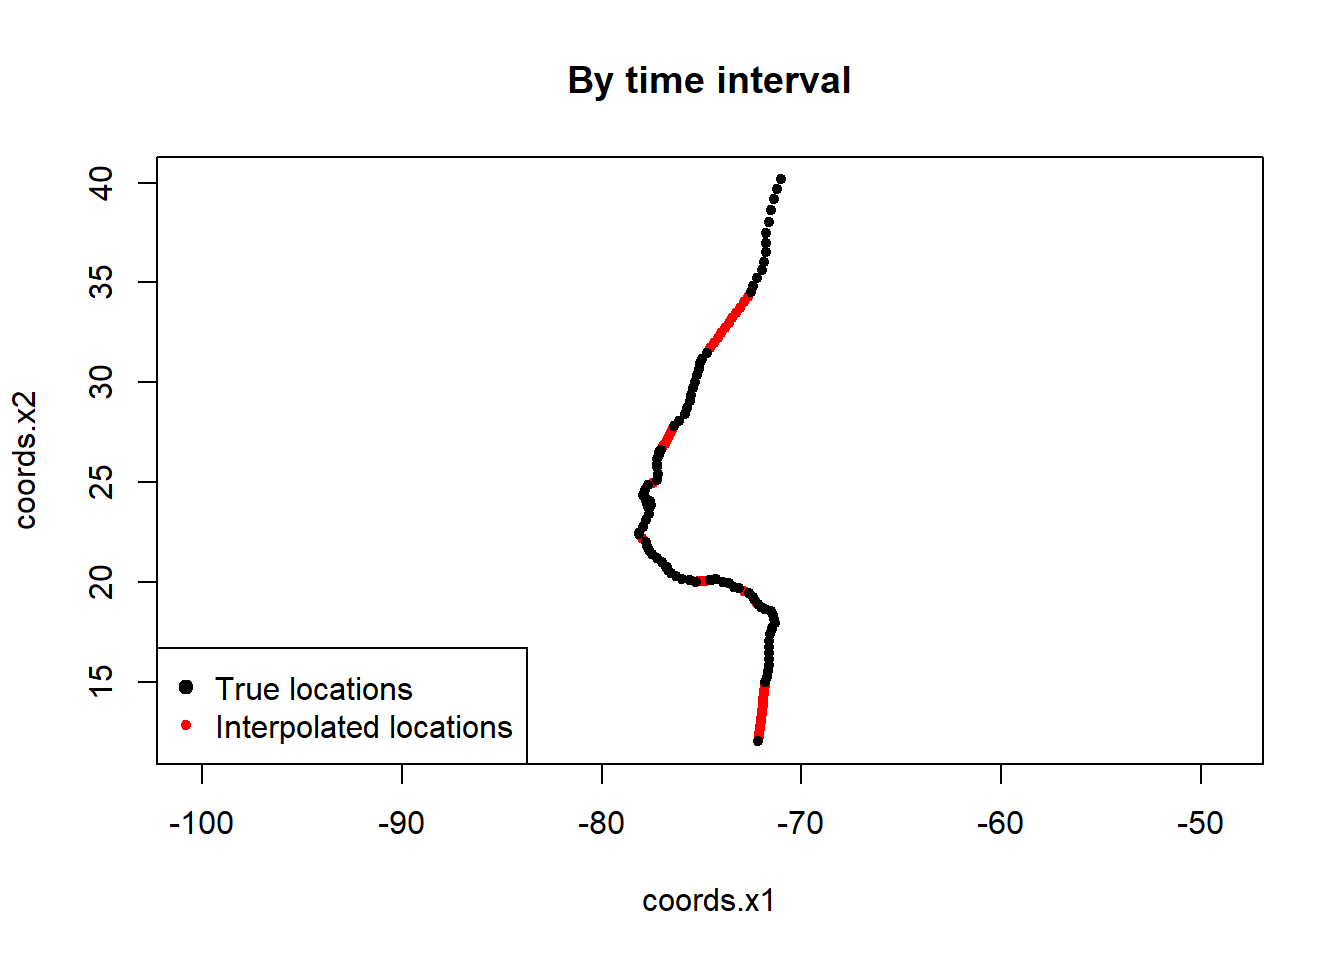 By time interval
coords.x2
40
35
30
25
20
15
True locations
Interpolated locations
-100 -90 -80 -70 -60 -50
coords.x1